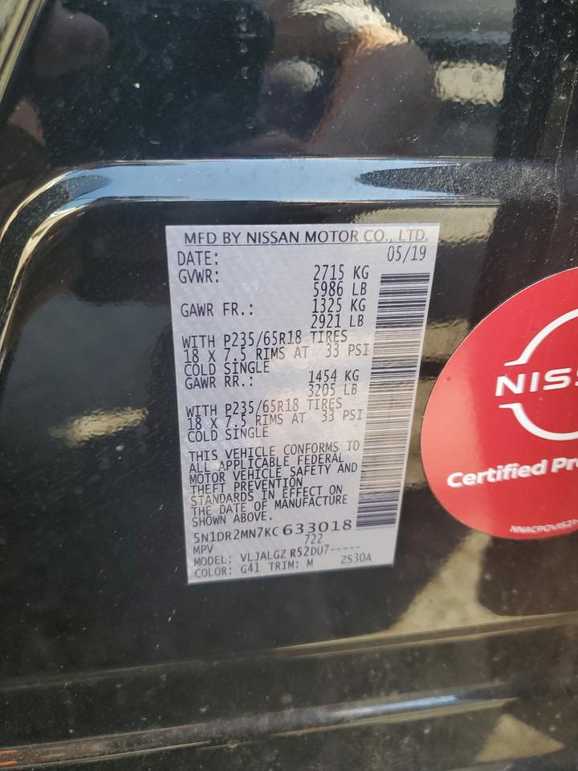 MFD BY NISSAN MOTOR CO., LTD.
DATE: 05/19
GVWR: 2715 KG
5986 LB
GAWR FR.: 1325 KG
2921 LB
WITH P235/65R18 TIRES
18 X 7.5 RIMS AT 33 PSI
COLD SINGLE
GAWR RR.: 1454 KG
3205 LB
WITH P235/65R18 TIRES
18 X 7.5 RIMS AT 33 PSI
COLD SINGLE
THIS VEHICLE CONFORMS TO
ALL APPLICABLE FEDERAL
MOTOR VEHICLE SAFETY AND
THEFT PREVENTION
STANDARDS IN EFFECT ON
THE DATE OF MANUFACTURE
SHOWN ABOVE.
5N1DR2MN7KC633018
MPV 722
MODEL: VLJALGZ R52DU7-----
COLOR: G41 TRIM: M 2S30A
NISS
Certified Pr